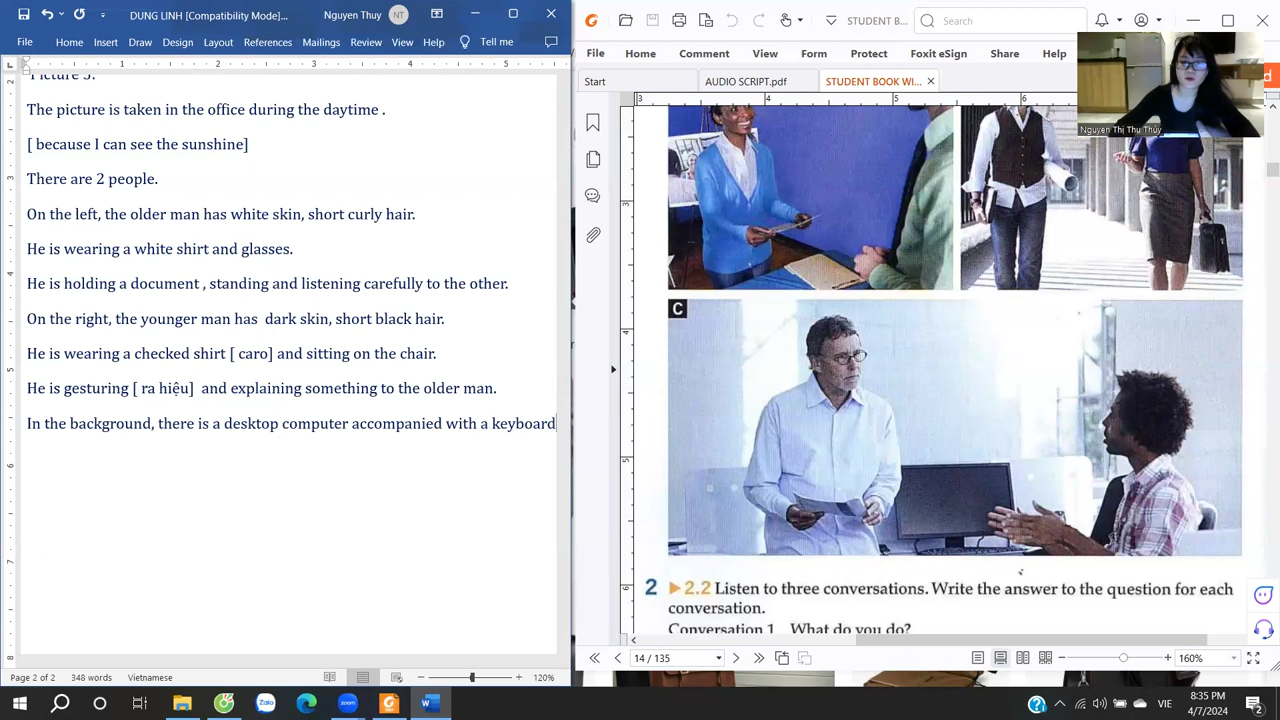 DUNG LINH [Compatibility Mode]...
Nguyen Thu
NT
File
Home
Insert
Draw
Design
Layout
References
Mailings
Review
View
Help
Tell me
The picture is taken in the office during the daytime .
[ because I can see the sunshine]
There are 2 people.
On the left, the older man has white skin, short curly hair.
He is wearing a white shirt and glasses.
He is holding a document , standing and listening carefully to the other.
On the right, the younger man has  dark skin, short black hair.
He is wearing a checked shirt [ caro] and sitting on the chair.
He is gesturing [ ra hiệu]  and explaining something to the older man.
In the background, there is a desktop computer accompanied with a keyboard
Page 2 of 2
348 words
Vietnamese
120%
STUDENT B...
Search
File
Home
Comment
View
Form
Protect
Foxit eSign
Share
Help
Start
AUDIO SCRIPT.pdf
STUDENT BOOK WI...
Nguyen Thị Thu Thủy
C
2 ▶ 2.2 Listen to three conversations. Write the answer to the question for each
conversation.
Conversation 1 What do you do?
14 / 135
160%
zoom
VIE
8:35 PM
4/7/2024
2